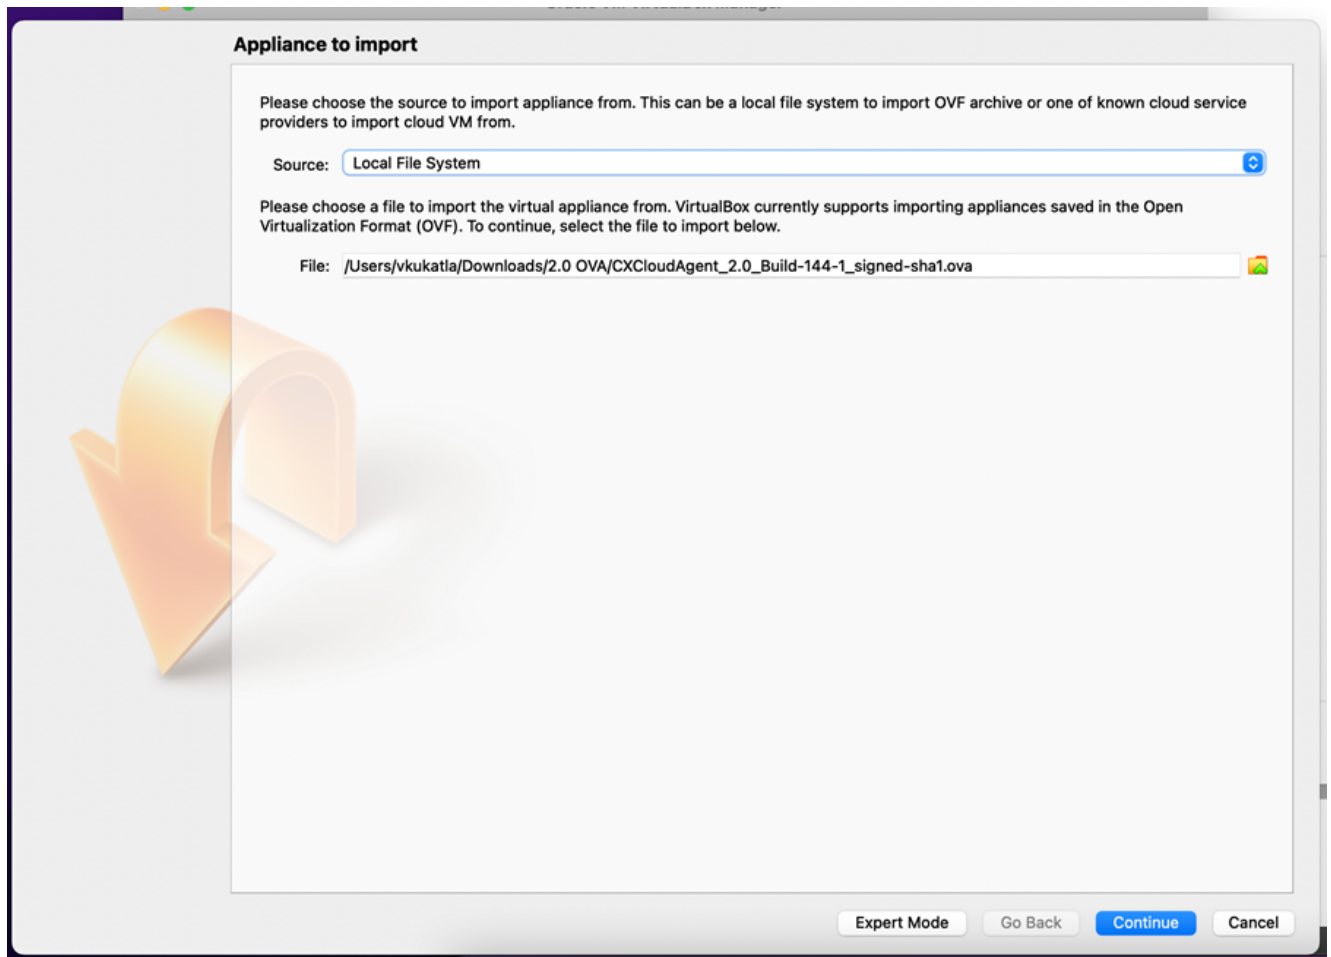 Appliance to import
Please choose the source to import appliance from. This can be a local file system to import OVF archive or one of known cloud service
providers to import cloud VM from.
Source: Local File System
Please choose a file to import the virtual appliance from. VirtualBox currently supports importing appliances saved in the Open
Virtualization Format (OVF). To continue, select the file to import below.
File: /Users/vkukatla/Downloads/2.0 OVA/CXCloudAgent_2.0_Build-144-1_signed-sha1.ova
Expert Mode Go Back Continue Cancel